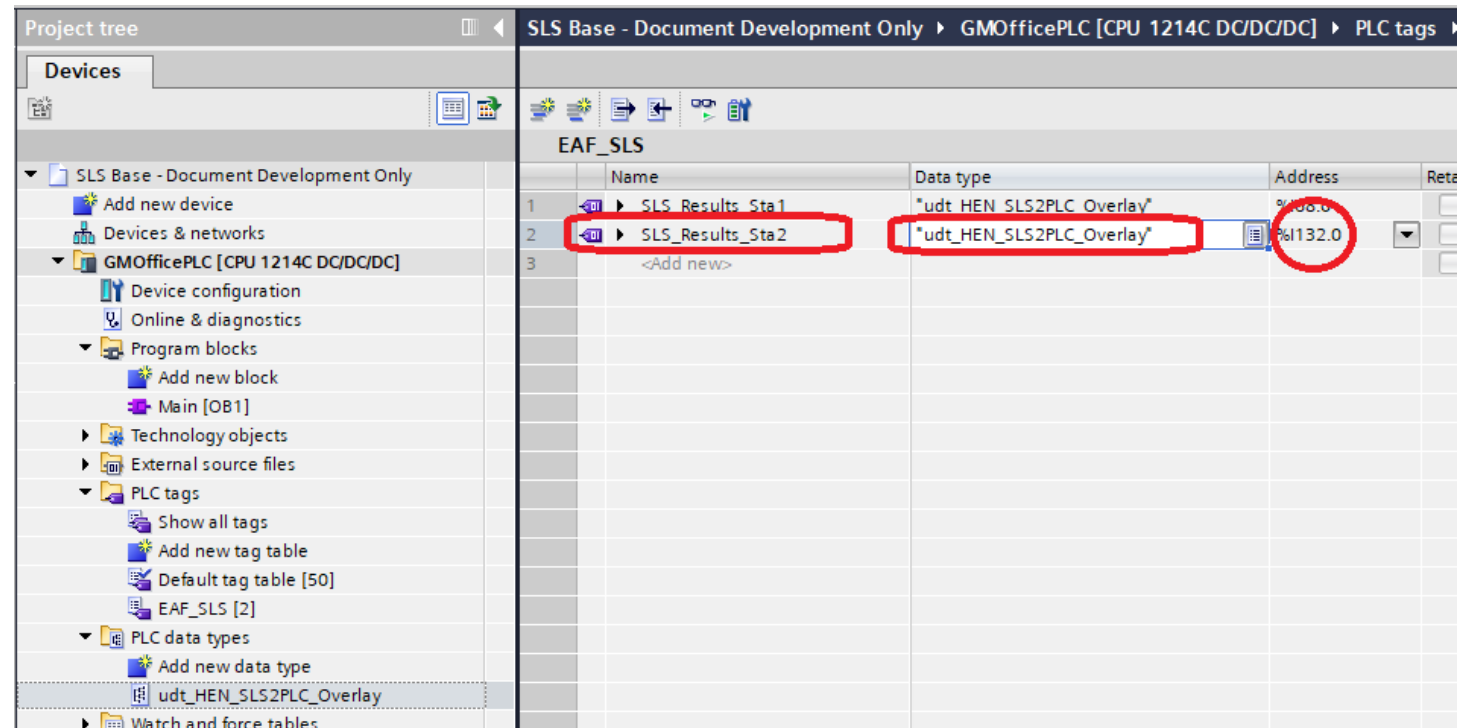 Project tree
SLS Base - Document Development Only GMOfficePLC [CPU 1214C DC/DC/DC] PLC tags
Devices
EAF_SLS
Name Data type Address
1 SLS_Results_Sta1 "udt_HEN_SLS2PLC_Overlay"
2 SLS_Results_Sta2 "udt_HEN_SLS2PLC_Overlay" %I132.0
3 <Add new>
SLS Base - Document Development Only
Add new device
Devices & networks
GMOfficePLC [CPU 1214C DC/DC/DC]
Device configuration
Online & diagnostics
Program blocks
Add new block
Main [OB1]
Technology objects
External source files
PLC tags
Show all tags
Add new tag table
Default tag table [50]
EAF_SLS [2]
PLC data types
Add new data type
udt_HEN_SLS2PLC_Overlay
Watch and force tables